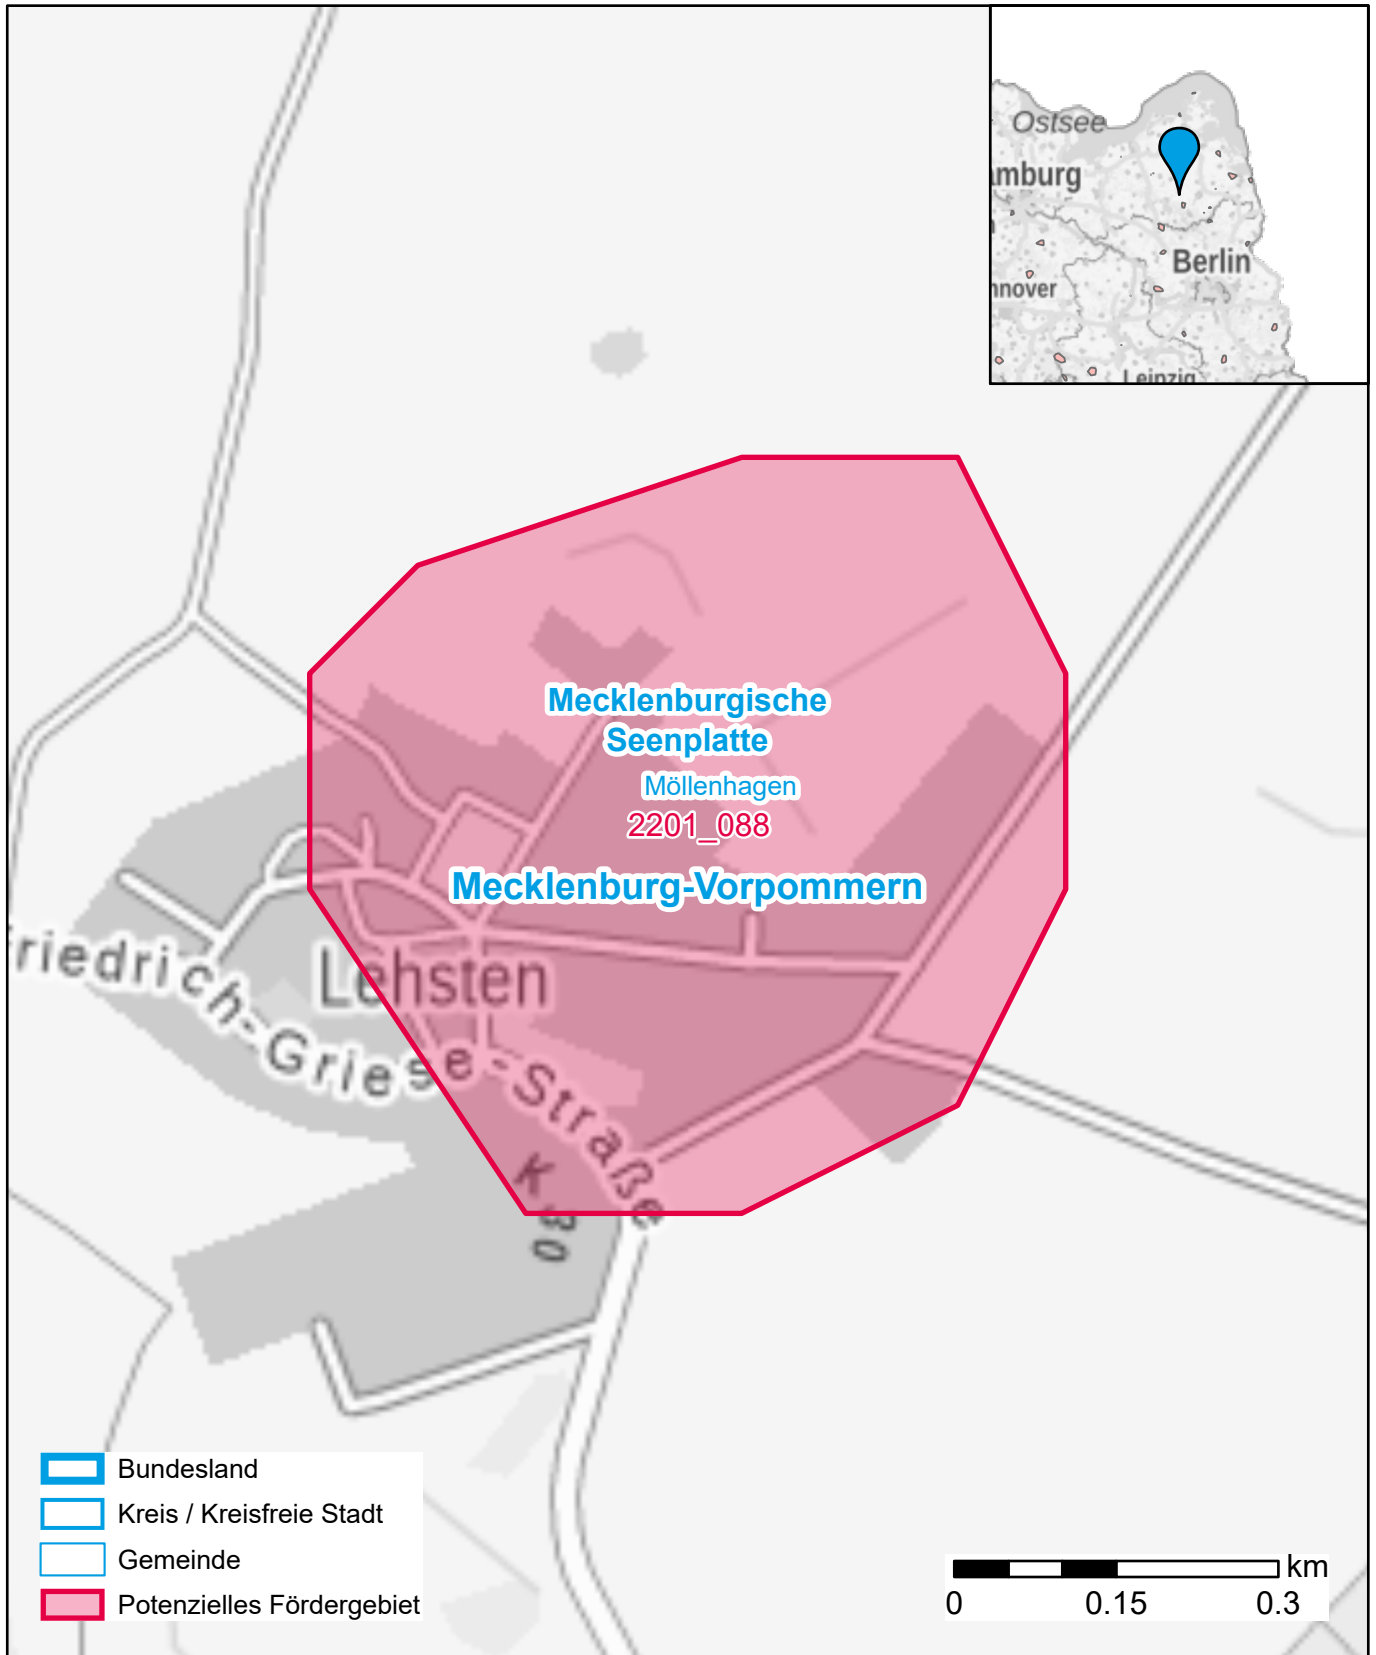 Ostsee
mburg
Berlin
nnover
Leipzig
Mecklenburgische
Seenplatte
Möllenhagen
2201_088
Mecklenburg-Vorpommern
Lehsten
riedrich-Griese-Straße
K 30
Bundesland
Kreis / Kreisfreie Stadt
Gemeinde
Potenzielles Fördergebiet
km
0 0.15 0.3